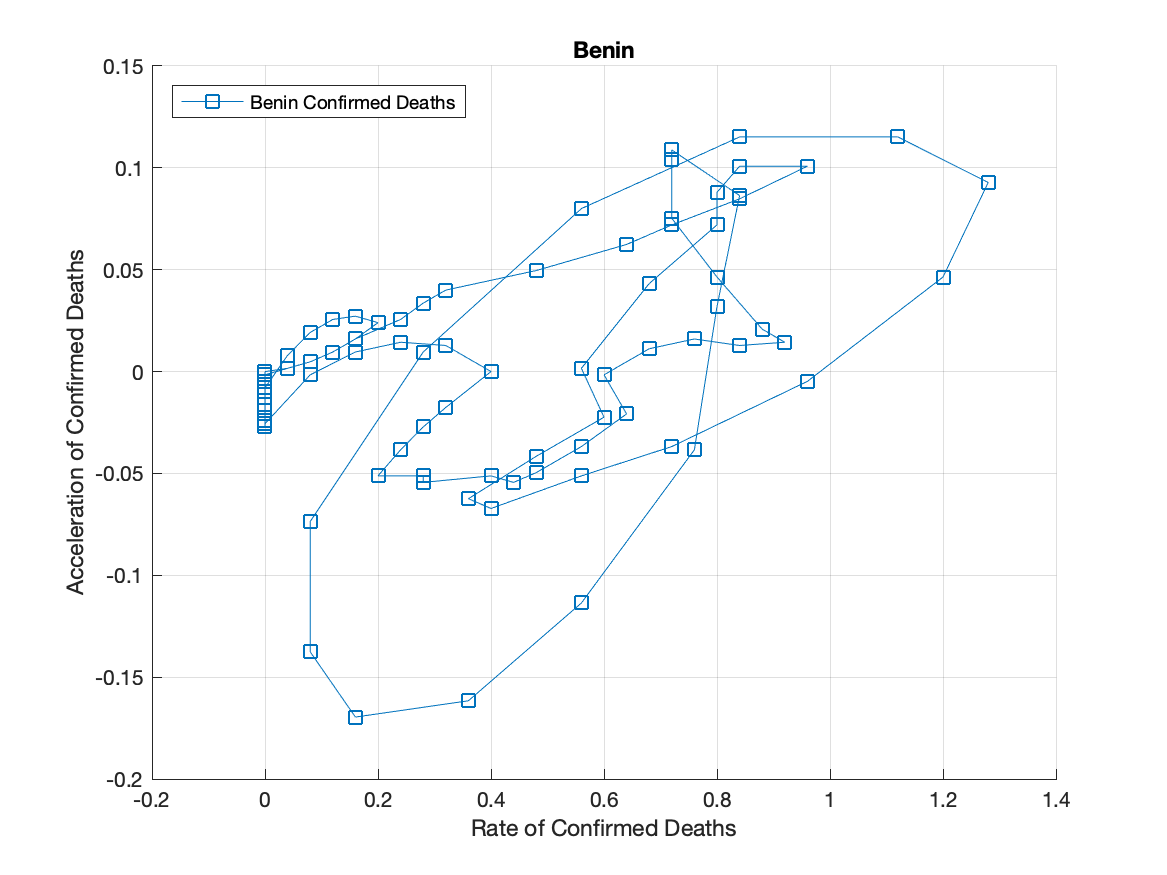 Benin
0.15
Benin Confirmed Deaths
0.1
0.05
0
-0.05
-0.1
-0.15
-0.2
Acceleration of Confirmed Deaths
-0.2 0 0.2 0.4 0.6 0.8 1 1.2 1.4
Rate of Confirmed Deaths